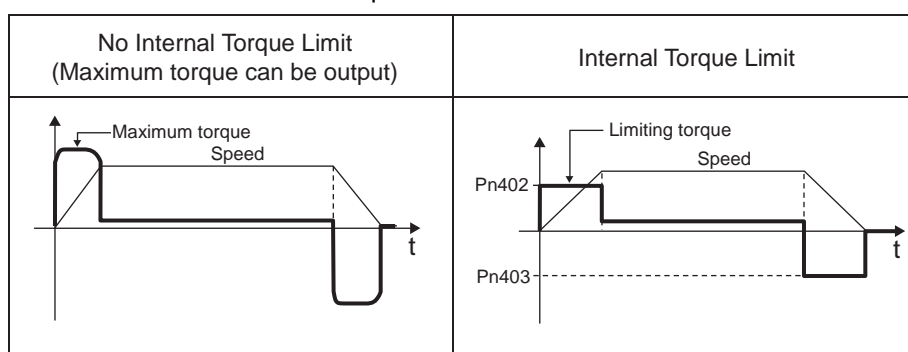 No Internal Torque Limit
(Maximum torque can be output)
Internal Torque Limit
Maximum torque
Speed
t
Limiting torque
Speed
Pn402
t
Pn403